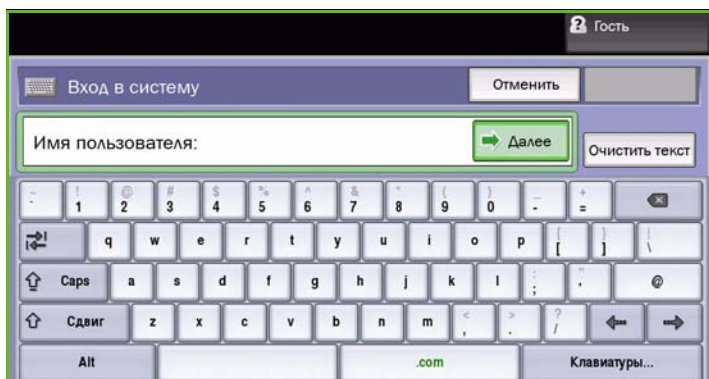 Гость
Вход в систему Отменить
Имя пользователя: Далее Очистить текст
~ ! 1 @ 2 # 3 $ 4 % 5 ^ 6 & 7 * 8 ( 9 ) 0 _ - + =
q w e r t y u i o p { [ } ] | \
Caps a s d f g h j k l : ; " ' @
Сдвиг z x c v b n m < , > . ? /
Alt .com Клавиатуры...